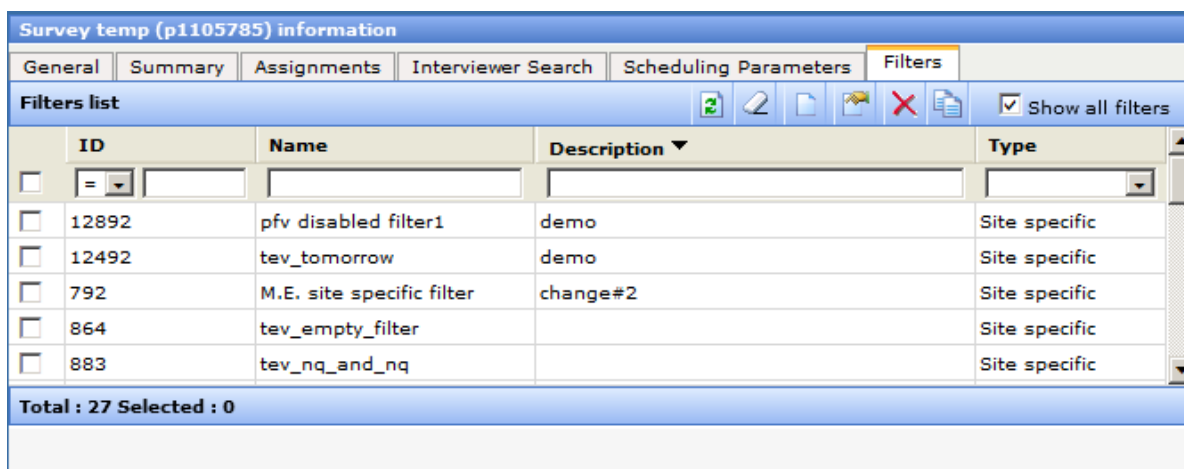 Survey temp (p1105785) information
General Summary Assignments Interviewer Search Scheduling Parameters Filters
Filters list Show all filters
ID Name Description Type
=
12892 pfv disabled filter1 demo Site specific
12492 tev_tomorrow demo Site specific
792 M.E. site specific filter change#2 Site specific
864 tev_empty_filter Site specific
883 tev_nq_and_nq Site specific
Total : 27 Selected : 0